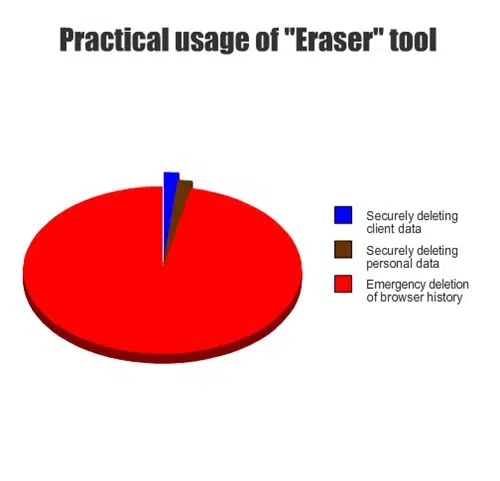 Practical usage of "Eraser" tool
Securely deleting
client data
Securely deleting
personal data
Emergency deletion
of browser history